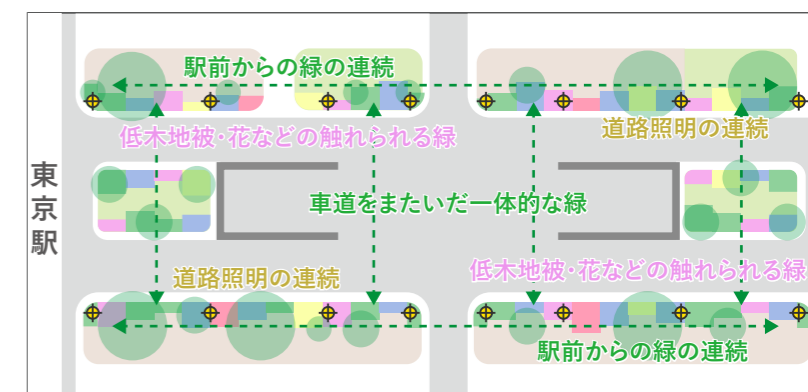 駅前からの緑の連続
道路照明の連続
低木地被・花などの触れられる緑
東京駅
車道をまたいだ一体的な緑
道路照明の連続
低木地被・花などの触れられる緑
駅前からの緑の連続